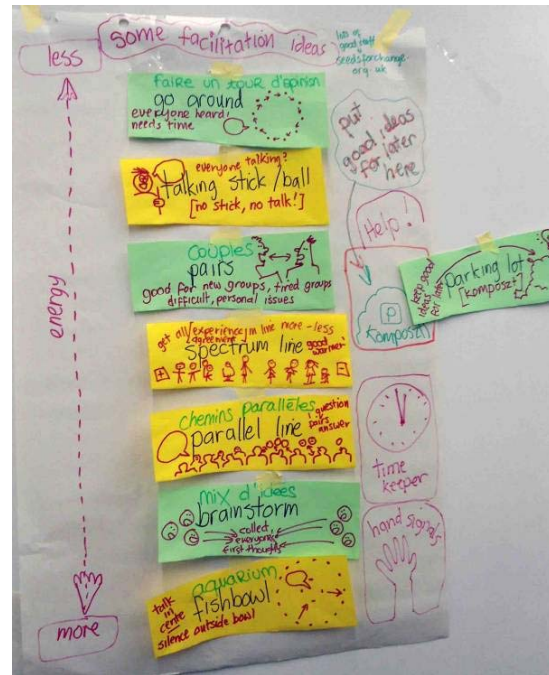 less
some facilitation ideas
lots of
good stuff
seedsforchange
org.uk
energy
more
faire un tour d'opinion
go around
everyone heard,
needs time
everyone talking?
talking stick/ball
[no stick, no talk!]
couples
pairs
good for new groups, tired groups
difficult, personal issues
get all experience/in line more-less
agreement
spectrum line
good
warmer
chemins parallèles
parallel line
1 question
pairs
answer
mix d'idées
brainstorm
collect
everyone's
first thoughts
aquarium
fishbowl
talk
in
centre
silence outside bowl
put
good ideas
for later
here
Help!
P
Komposzt
keep good
ideas
for later
parking lot
[komposzt]
time
keeper
hand signals